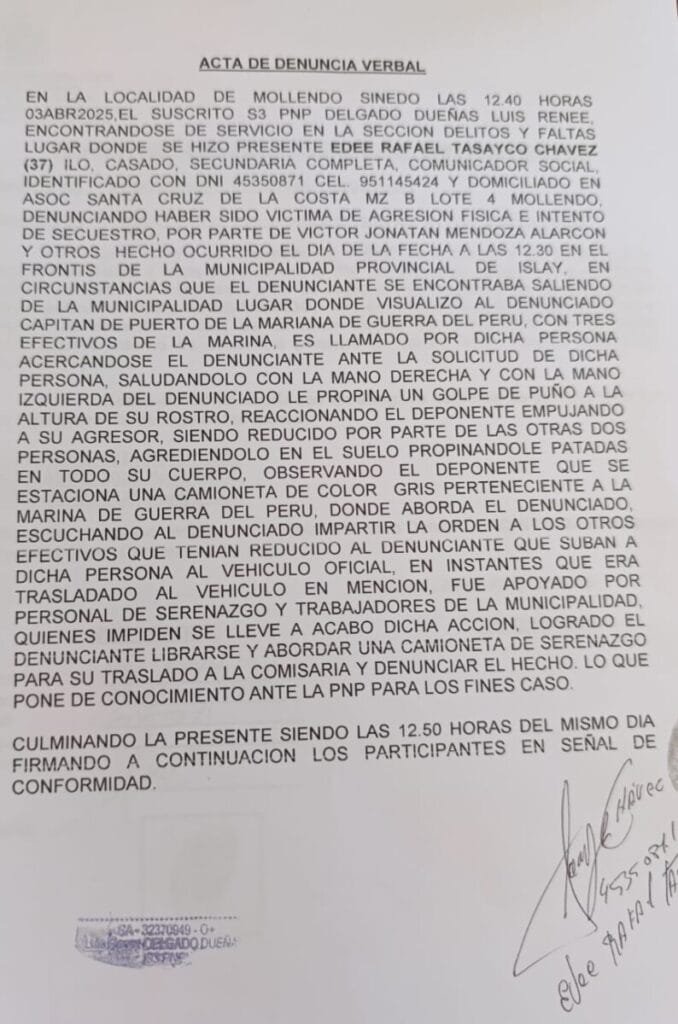 ACTA DE DENUNCIA VERBAL
EN LA LOCALIDAD DE MOLLENDO SINEDO LAS 12.40 HORAS
03ABR2025,EL SUSCRITO S3 PNP DELGADO DUEÑAS LUIS RENEE,
ENCONTRANDOSE DE SERVICIO EN LA SECCION DELITOS Y FALTAS
LUGAR DONDE SE HIZO PRESENTE EDEE RAFAEL TASAYCO CHAVEZ
(37) ILO, CASADO, SECUNDARIA COMPLETA, COMUNICADOR SOCIAL,
IDENTIFICADO CON DNI 45350871 CEL. 951145424 Y DOMICILIADO EN
ASOC SANTA CRUZ DE LA COSTA MZ B LOTE 4 MOLLENDO,
DENUNCIANDO HABER SIDO VICTIMA DE AGRESION FISICA E INTENTO
DE SECUESTRO, POR PARTE DE VICTOR JONATAN MENDOZA ALARCON
Y OTROS HECHO OCURRIDO EL DIA DE LA FECHA A LAS 12.30 EN EL
FRONTIS DE LA MUNICIPALIDAD PROVINCIAL DE ISLAY, EN
CIRCUNSTANCIAS QUE EL DENUNCIANTE SE ENCONTRABA SALIENDO
DE LA MUNICIPALIDAD LUGAR DONDE VISUALIZO AL DENUNCIADO
CAPITAN DE PUERTO DE LA MARIANA DE GUERRA DEL PERU, CON TRES
EFECTIVOS DE LA MARINA, ES LLAMADO POR DICHA PERSONA
ACERCANDOSE EL DENUNCIANTE ANTE LA SOLICITUD DE DICHA
PERSONA, SALUDANDOLO CON LA MANO DERECHA Y CON LA MANO
IZQUIERDA DEL DENUNCIADO LE PROPINA UN GOLPE DE PUÑO A LA
ALTURA DE SU ROSTRO, REACCIONANDO EL DEPONENTE EMPUJANDO
A SU AGRESOR, SIENDO REDUCIDO POR PARTE DE LAS OTRAS DOS
PERSONAS, AGREDIENDOLO EN EL SUELO PROPINANDOLE PATADAS
EN TODO SU CUERPO, OBSERVANDO EL DEPONENTE QUE SE
ESTACIONA UNA CAMIONETA DE COLOR GRIS PERTENECIENTE A LA
MARINA DE GUERRA DEL PERU, DONDE ABORDA EL DENUNCIADO,
ESCUCHANDO AL DENUNCIADO IMPARTIR LA ORDEN A LOS OTROS
EFECTIVOS QUE TENIAN REDUCIDO AL DENUNCIANTE QUE SUBAN A
DICHA PERSONA AL VEHICULO OFICIAL, EN INSTANTES QUE ERA
TRASLADADO AL VEHICULO EN MENCION, FUE APOYADO POR
PERSONAL DE SERENAZGO Y TRABAJADORES DE LA MUNICIPALIDAD,
QUIENES IMPIDEN SE LLEVE A ACABO DICHA ACCION, LOGRADO EL
DENUNCIANTE LIBRARSE Y ABORDAR UNA CAMIONETA DE SERENAZGO
PARA SU TRASLADO A LA COMISARIA Y DENUNCIAR EL HECHO. LO QUE
PONE DE CONOCIMIENTO ANTE LA PNP PARA LOS FINES CASO.
CULMINANDO LA PRESENTE SIENDO LAS 12.50 HORAS DEL MISMO DIA
FIRMANDO A CONTINUACION LOS PARTICIPANTES EN SEÑAL DE
CONFORMIDAD.
SA- 32370949 - O+
DELGADO DUEÑA
CHAVEZ
45350871
EDEE RAFAEL TA